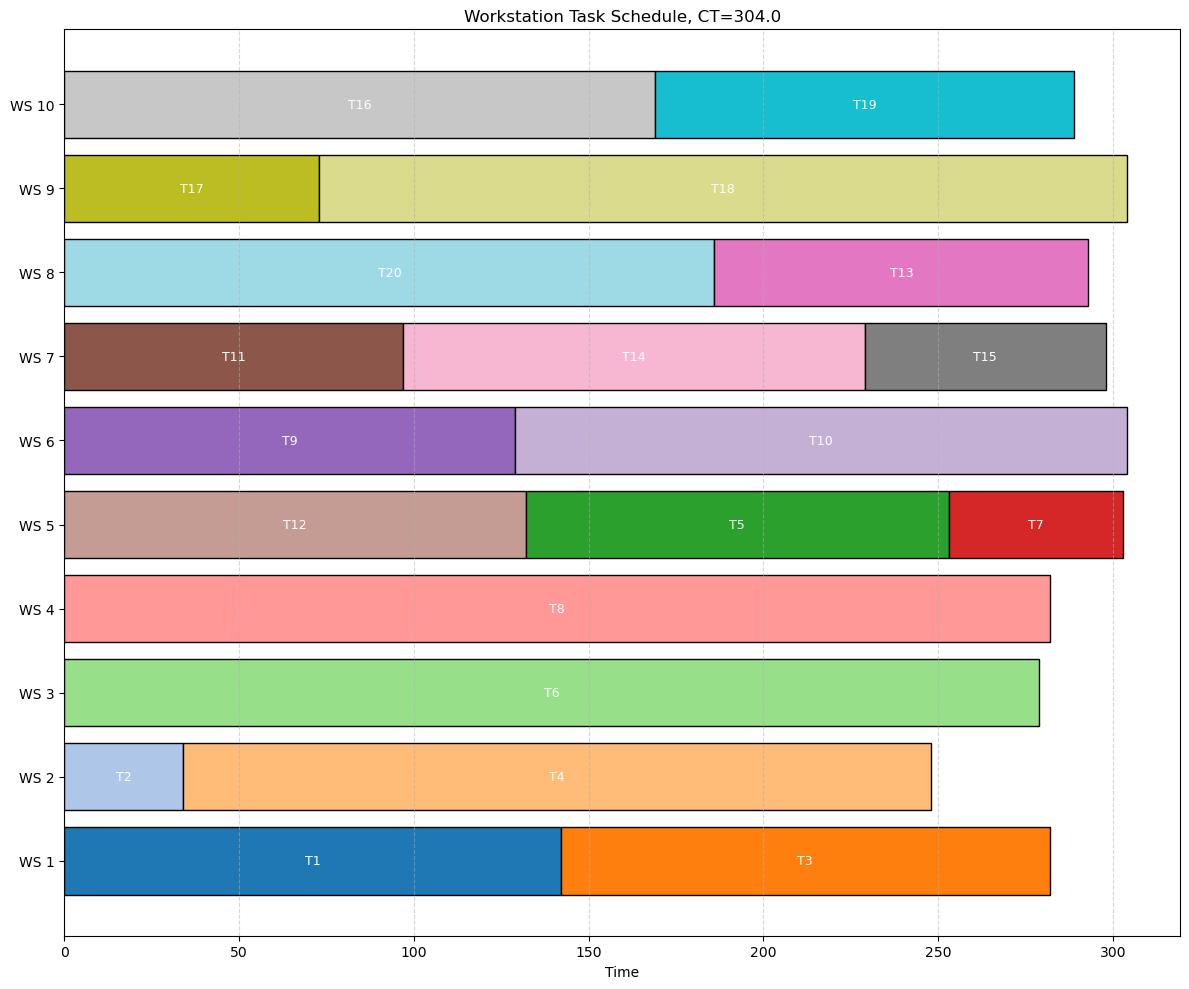 Workstation Task Schedule, CT=304.0
WS 10 T16 T19
WS 9 T17 T18
WS 8 T20 T13
WS 7 T11 T14 T15
WS 6 T9 T10
WS 5 T12 T5 T7
WS 4 T8
WS 3 T6
WS 2 T2 T4
WS 1 T1 T3
0 50 100 150 200 250 300
Time